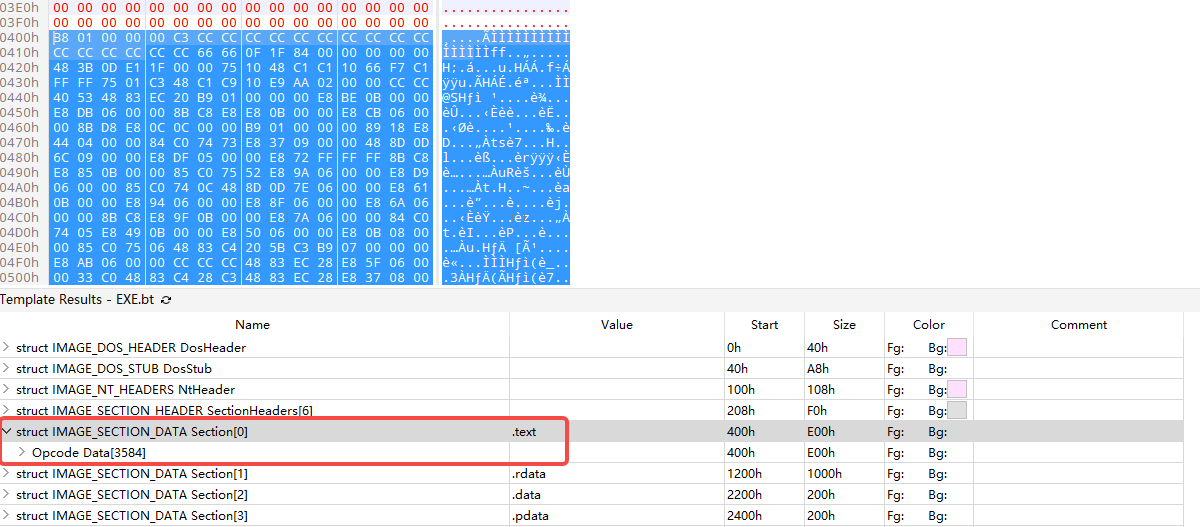 03E0h 00 00 00 00 00 00 00 00 00 00 00 00 00 00 00 00 ................
03F0h 00 00 00 00 00 00 00 00 00 00 00 00 00 00 00 00 ................
0400h B8 01 00 00 00 C3 CC CC CC CC CC CC CC CC CC CC ¸....ÃÌÌÌÌÌÌÌÌÌÌ
0410h CC CC CC CC CC CC 66 66 0F 1F 84 00 00 00 00 00 ÌÌÌÌÌÌff..„.....
0420h 48 3B 0D E1 1F 00 00 75 10 48 C1 C1 10 66 F7 C1 H;.á...u.HÁÁ.f÷Á
0430h FF FF 75 01 C3 48 C1 C9 10 E9 AA 02 00 00 CC CC ÿÿu.ÃHÁÉ.éª...ÌÌ
0440h 40 53 48 83 EC 20 B9 01 00 00 00 E8 BE 0B 00 00 @SHƒì ¹....è¾...
0450h E8 DB 06 00 00 8B C8 E8 E8 0B 00 00 E8 CB 06 00 èÛ...‹Èèè...èË..
0460h 00 8B D8 E8 0C 0C 00 00 B9 01 00 00 00 89 18 E8 .‹Øè....¹....‰.è
0470h 44 04 00 00 84 C0 74 73 E8 37 09 00 00 48 8D 0D D...„Àtsè7...H..
0480h 6C 09 00 00 E8 DF 05 00 00 E8 72 FF FF FF 8B C8 l...èß...èrÿÿÿ‹È
0490h E8 85 0B 00 00 85 C0 75 52 E8 9A 06 00 00 E8 D9 è…...…ÀuRèš...èÙ
04A0h 06 00 00 85 C0 74 0C 48 8D 0D 7E 06 00 00 E8 61 ...…Àt.H..~...èa
04B0h 0B 00 00 E8 94 06 00 00 E8 8F 06 00 00 E8 6A 06 ...è”...è....èj.
04C0h 00 00 8B C8 E8 9F 0B 00 00 E8 7A 06 00 00 84 C0 ..‹ÈèŸ...èz...„À
04D0h 74 05 E8 49 0B 00 00 E8 50 06 00 00 E8 0B 08 00 t.èI...èP...è...
04E0h 00 85 C0 75 06 48 83 C4 20 5B C3 B9 07 00 00 00 .…Àu.HƒÄ [Ã¹....
04F0h E8 AB 06 00 00 CC CC CC 48 83 EC 28 E8 5F 06 00 è«...ÌÌÌHƒì(è_..
0500h 00 33 C0 48 83 C4 28 C3 48 83 EC 28 E8 37 08 00 .3ÀHƒÄ(ÃHƒì(è7..
Template Results - EXE.bt
Name Value Start Size Color Comment
struct IMAGE_DOS_HEADER DosHeader 0h 40h Fg: Bg:
struct IMAGE_DOS_STUB DosStub 40h A8h Fg: Bg:
struct IMAGE_NT_HEADERS NtHeader 100h 108h Fg: Bg:
struct IMAGE_SECTION_HEADER SectionHeaders[6] 208h F0h Fg: Bg:
struct IMAGE_SECTION_DATA Section[0] .text 400h E00h Fg: Bg:
Opcode Data[3584] 400h E00h Fg: Bg:
struct IMAGE_SECTION_DATA Section[1] .rdata 1200h 1000h Fg: Bg:
struct IMAGE_SECTION_DATA Section[2] .data 2200h 200h Fg: Bg:
struct IMAGE_SECTION_DATA Section[3] .pdata 2400h 200h Fg: Bg: